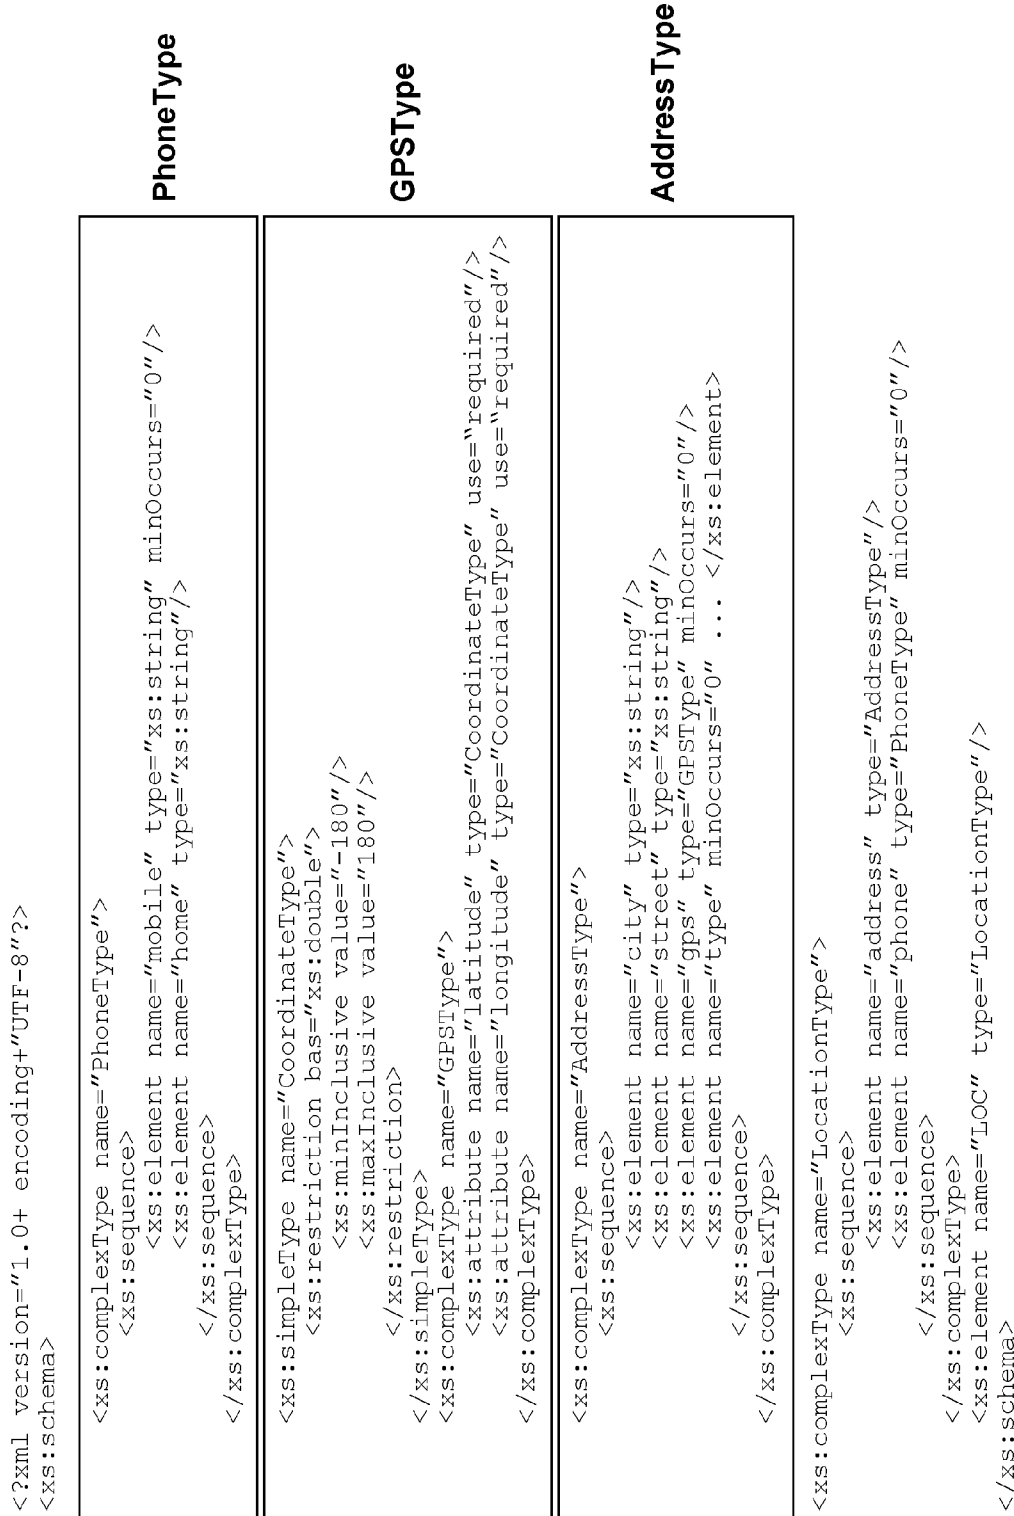 <?xml version="1.0+ encoding+"UTF-8"?>
<xs:schema>
<xs:complexType name="PhoneType">
<xs:sequence>
<xs:element name="mobile" type="xs:string" minOccurs="0"/>
<xs:element name="home" type="xs:string"/>
</xs:sequence>
</xs:complexType>
PhoneType
<xs:simpleType name="CoordinateType">
<xs:restriction bas="xs:double">
<xs:minInclusive value="-180"/>
<xs:maxInclusive value="180"/>
</xs:restriction>
</xs:simpleType>
<xs:complexType name="GPSType">
<xs:attribute name="latitude" type="CoordinateType" use="required"/>
<xs:attribute name="longitude" type="CoordinateType" use="required"/>
</xs:complexType>
GPSType
<xs:complexType name="AddressType">
<xs:sequence>
<xs:element name="city" type="xs:string"/>
<xs:element name="street" type="xs:string"/>
<xs:element name="gps" type="GPSType" minOccurs="0"/>
<xs:element name="type" minOccurs="0" ... </xs:element>
</xs:sequence>
</xs:complexType>
AddressType
<xs:complexType name="LocationType">
<xs:sequence>
<xs:element name="address" type="AddressType"/>
<xs:element name="phone" type="PhoneType" minOccurs="0"/>
</xs:sequence>
</xs:complexType>
<xs:element name="LOC" type="LocationType"/>
</xs:schema>